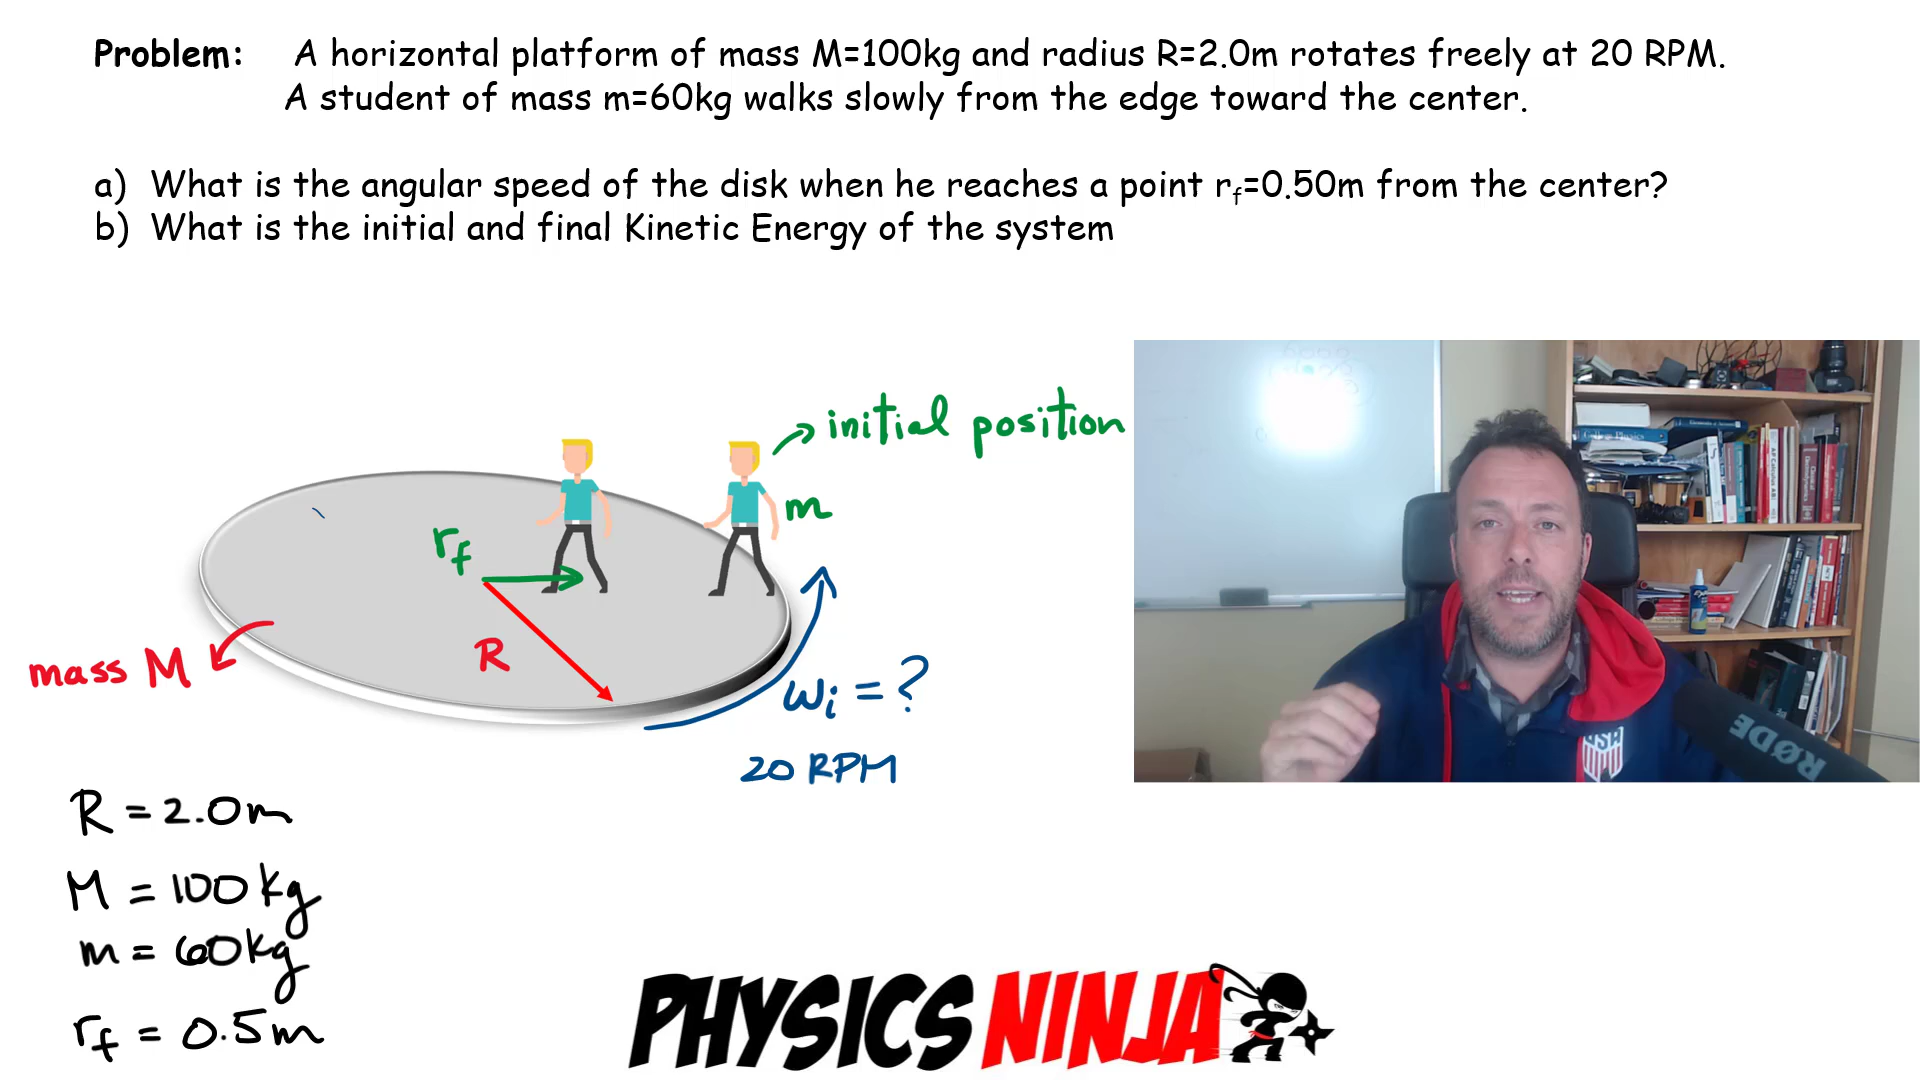 Problem: A horizontal platform of mass M=100kg and radius R=2.0m rotates freely at 20 RPM.
A student of mass m=60kg walks slowly from the edge toward the center.
a) What is the angular speed of the disk when he reaches a point rf=0.50m from the center?
b) What is the initial and final Kinetic Energy of the system
initial position
m
rf
R
mass M
ωi = ?
20 RPM
R = 2.0m
M = 100kg
m = 60kg
rf = 0.5m
RØDE
PHYSICS NINJA